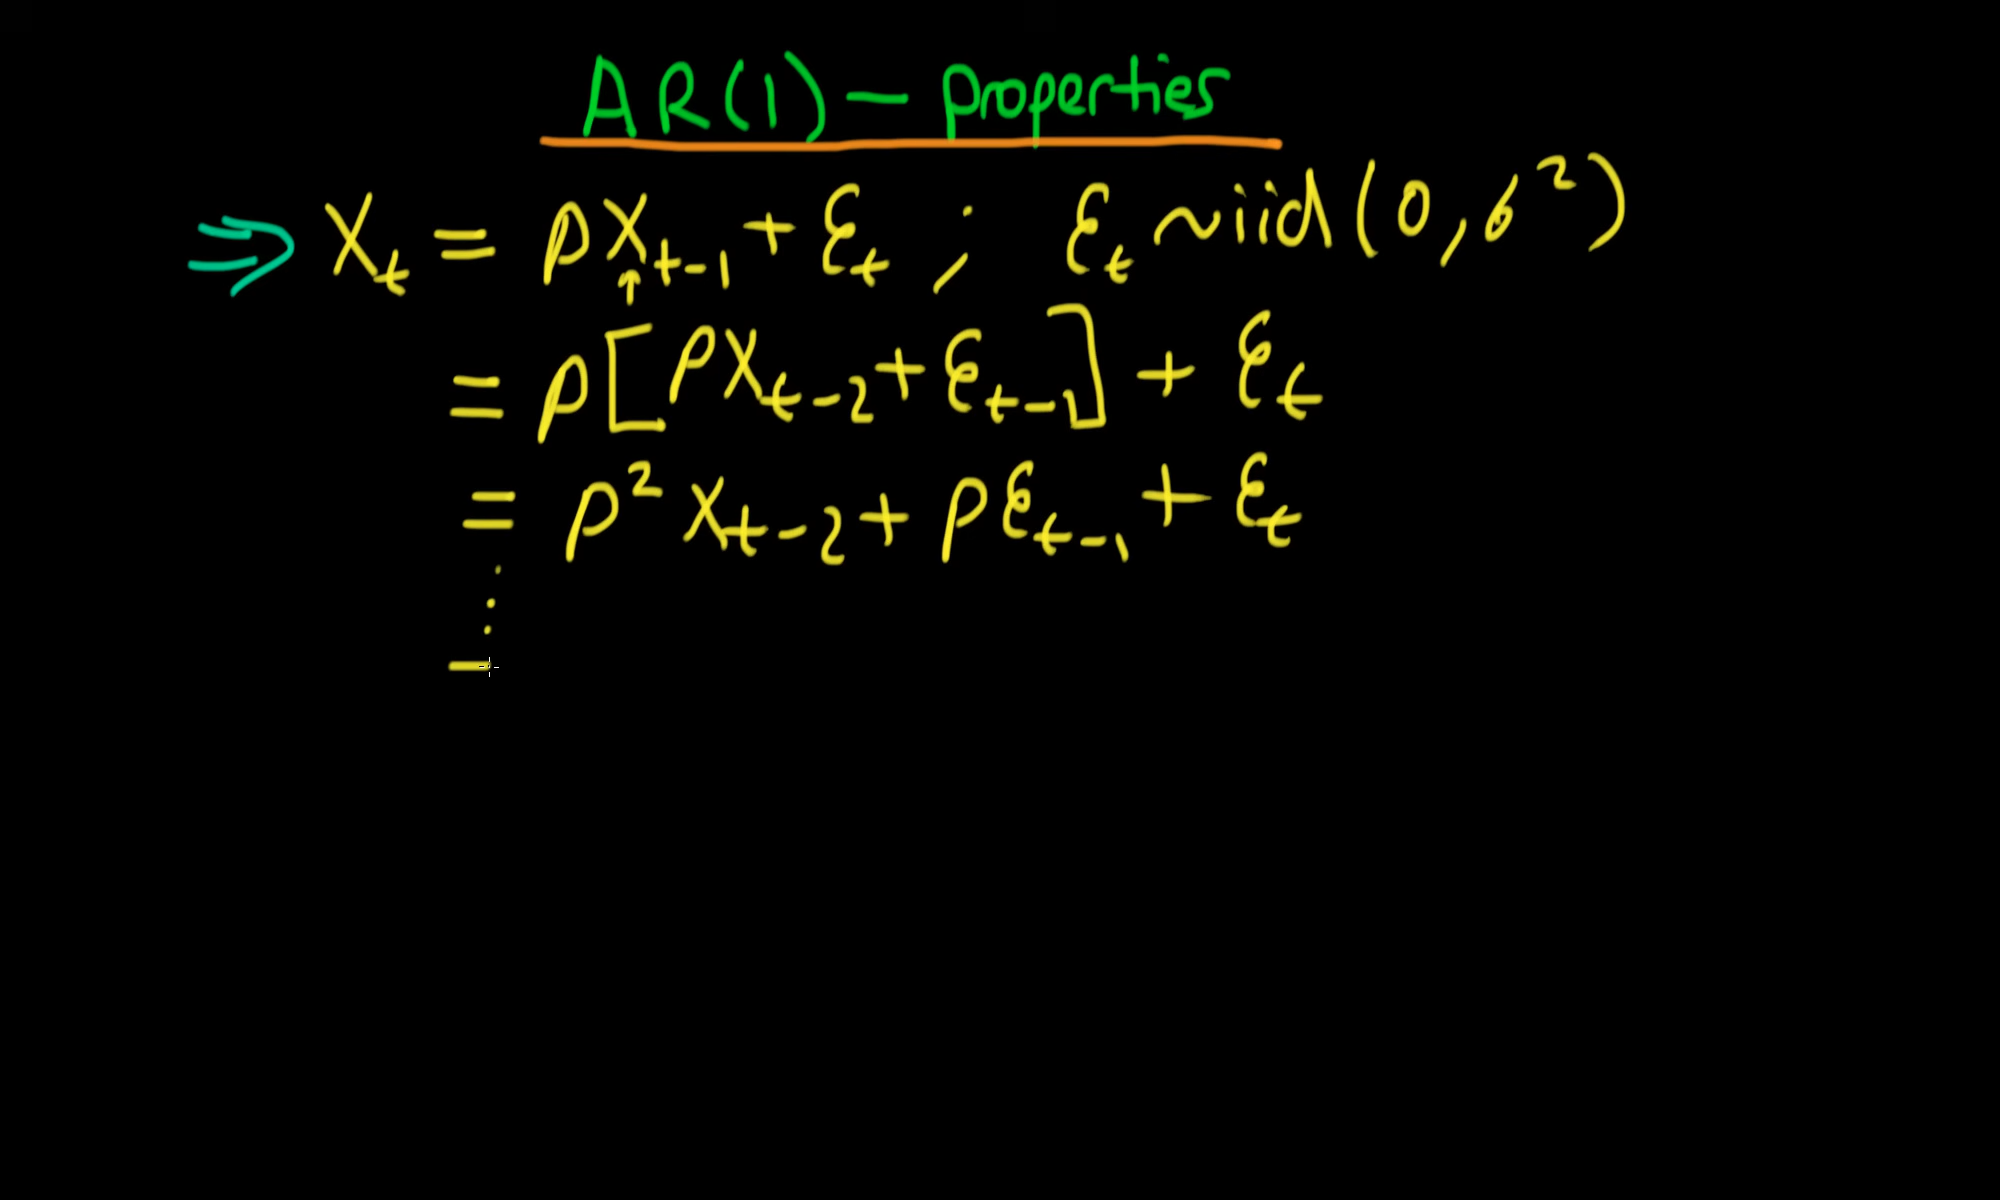 AR(1) - Properties
⇒ Xₜ = ρXₜ₋₁ + εₜ ; εₜ ~ iid(0, σ²)
↑
= ρ[ρXₜ₋₂ + εₜ₋₁] + εₜ
= ρ²Xₜ₋₂ + ρεₜ₋₁ + εₜ
⋮
–